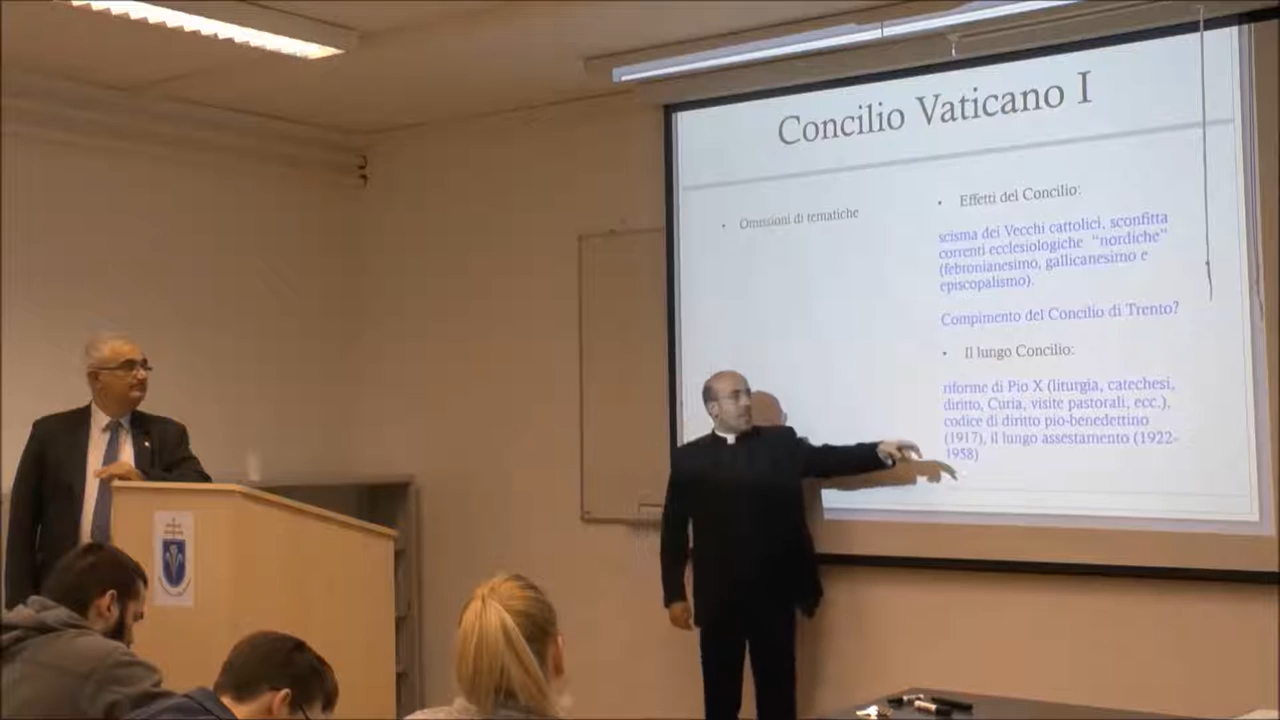 Concilio Vaticano I
• Omissioni di tematiche
• Effetti del Concilio:
scisma dei Vecchi cattolici, sconfitta
correnti ecclesiologiche "nordiche"
(febronianesimo, gallicanesimo e
episcopalismo).
Compimento del Concilio di Trento?
• Il lungo Concilio:
riforme di Pio X (liturgia, catechesi,
diritto, Curia, visite pastorali, ecc.),
codice di diritto pio-benedettino
(1917), il lungo assestamento (1922-
1958)